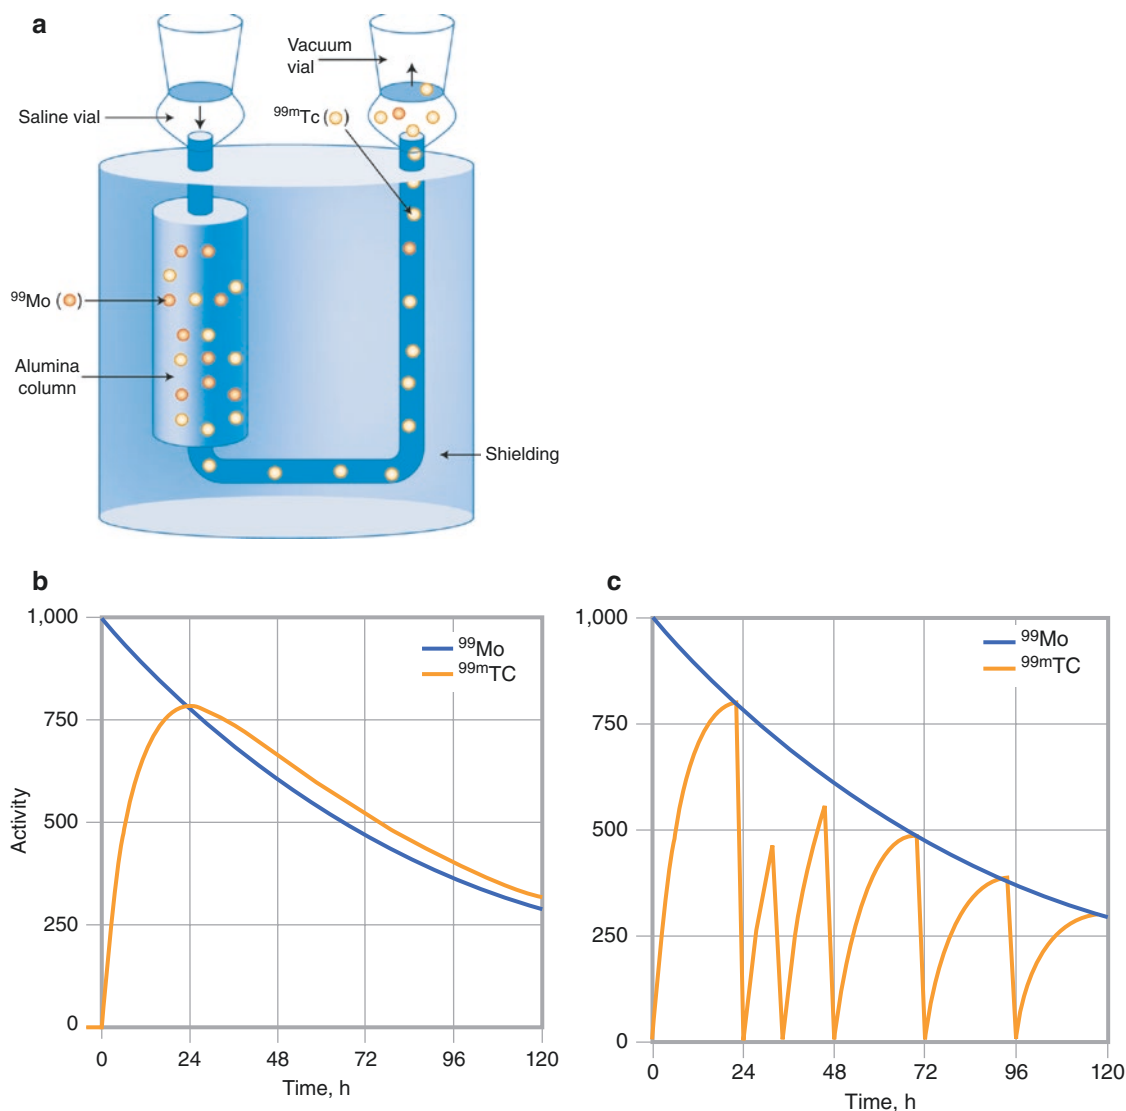 a
Vacuum
vial
Saline vial
99mTc ( )
99Mo ( )
Alumina
column
Shielding
b
1,000
750
500
250
0
Activity
99Mo
99mTC
0 24 48 72 96 120
Time, h
c
1,000
750
500
250
0
99Mo
99mTC
0 24 48 72 96 120
Time, h